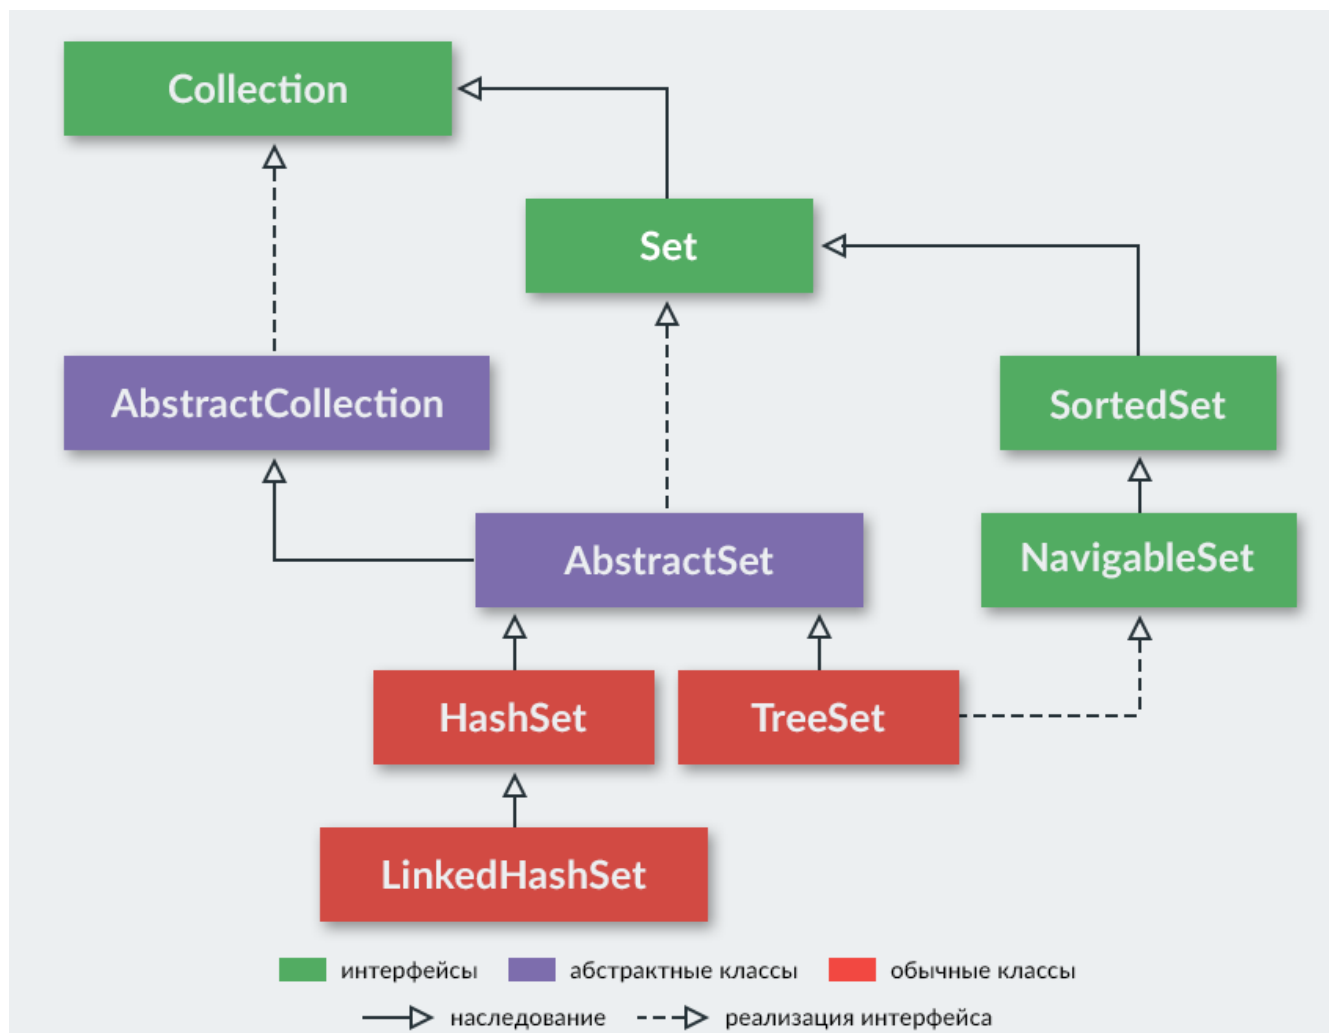 Collection
Set
AbstractCollection
SortedSet
AbstractSet
NavigableSet
HashSet
TreeSet
LinkedHashSet
интерфейсы абстрактные классы обычные классы
наследование реализация интерфейса